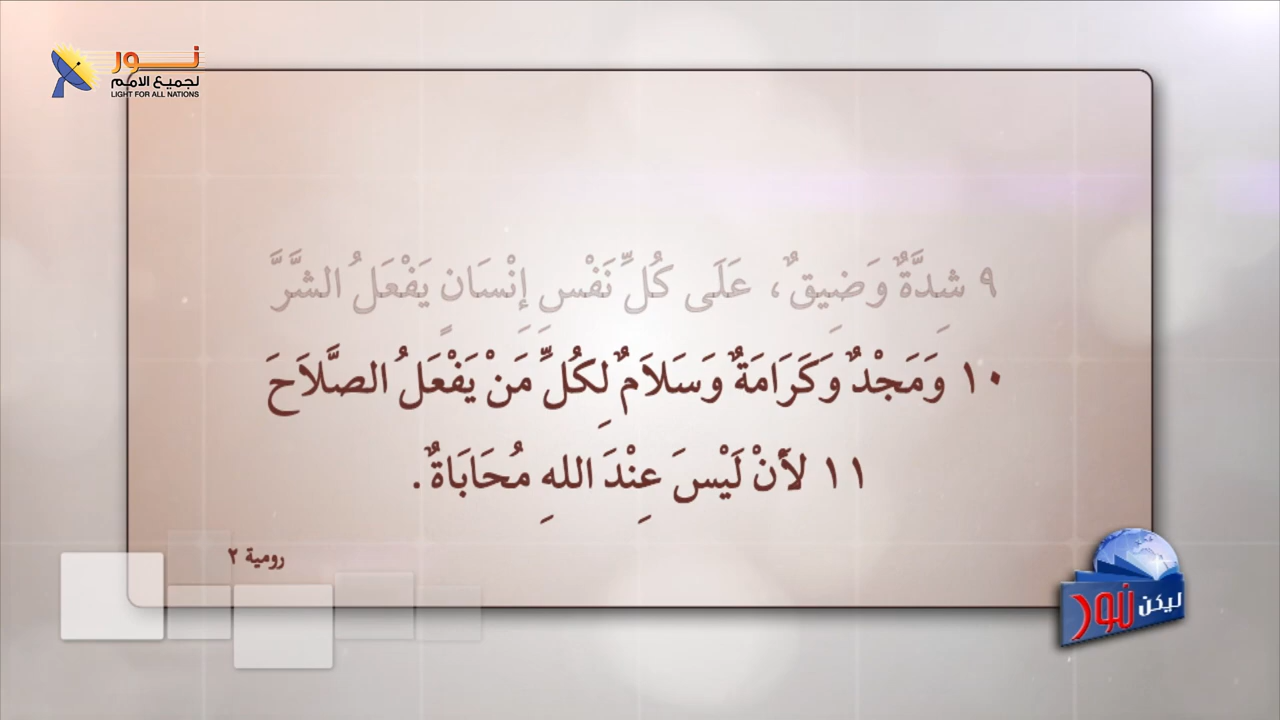 نور
لجميع الامم
LIGHT FOR ALL NATIONS
٩ شِدَّةٌ وَضِيقٌ، عَلَى كُلِّ نَفْسِ إِنْسَانٍ يَفْعَلُ الشَّرَّ
١٠ وَمَجْدٌ وَكَرَامَةٌ وَسَلاَمٌ لِكُلِّ مَنْ يَفْعَلُ الصَّلاَحَ
١١ لأَنْ لَيْسَ عِنْدَ اللهِ مُحَابَاةٌ.
رومية ٢
ليكن نور